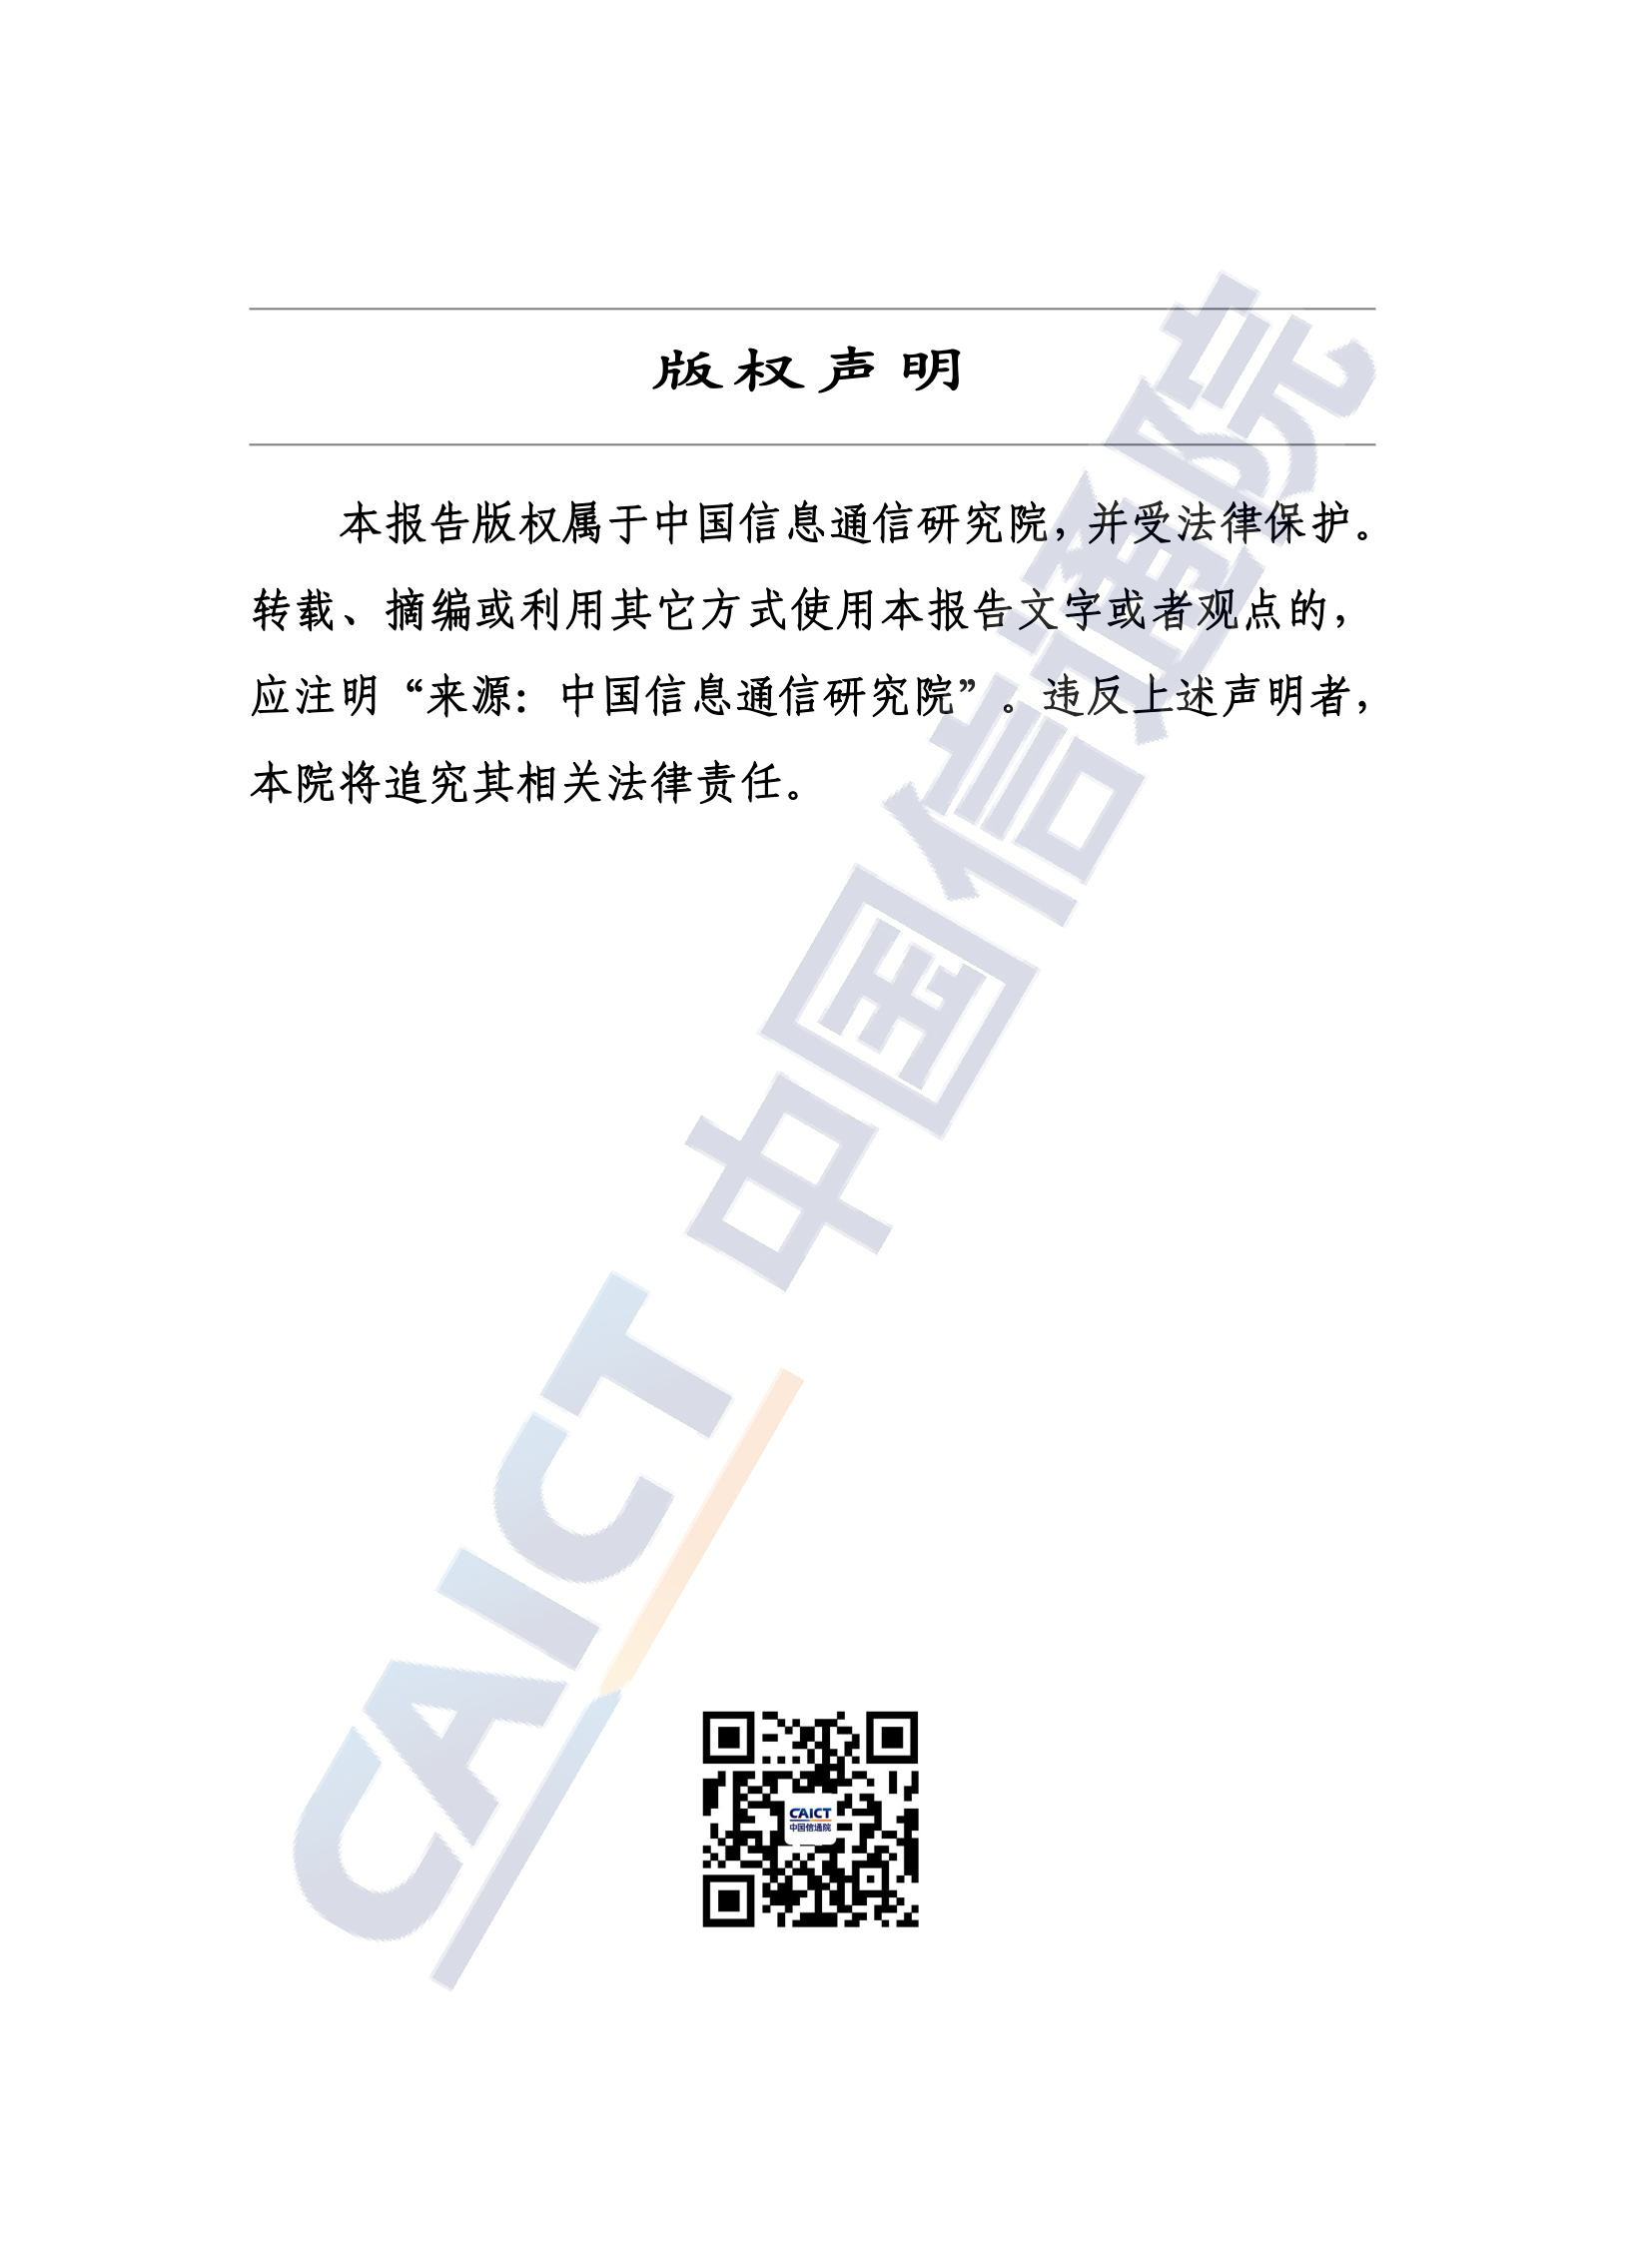 版权声明
本报告版权属于中国信息通信研究院，并受法律保护。
转载、摘编或利用其它方式使用本报告文字或者观点的，
应注明“来源：中国信息通信研究院”。违反上述声明者，
本院将追究其相关法律责任。
CAICT 中国信通院
CAICT
中国信通院